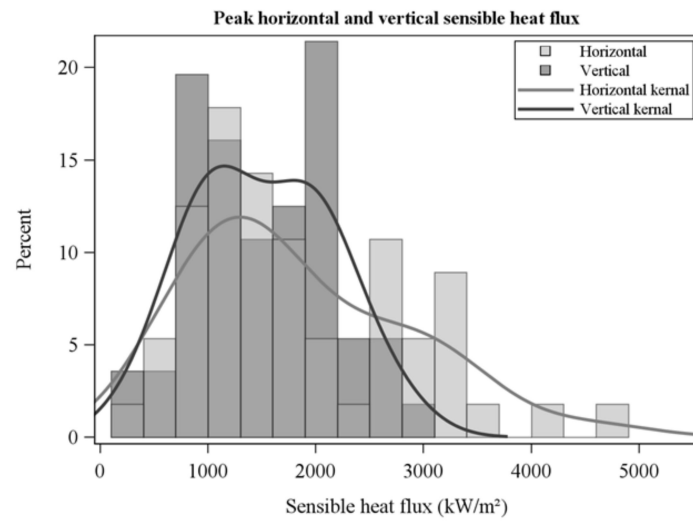 Peak horizontal and vertical sensible heat flux
Horizontal
Vertical
Horizontal kernal
Vertical kernal
20
15
10
5
0
Percent
0 1000 2000 3000 4000 5000
Sensible heat flux (kW/m²)